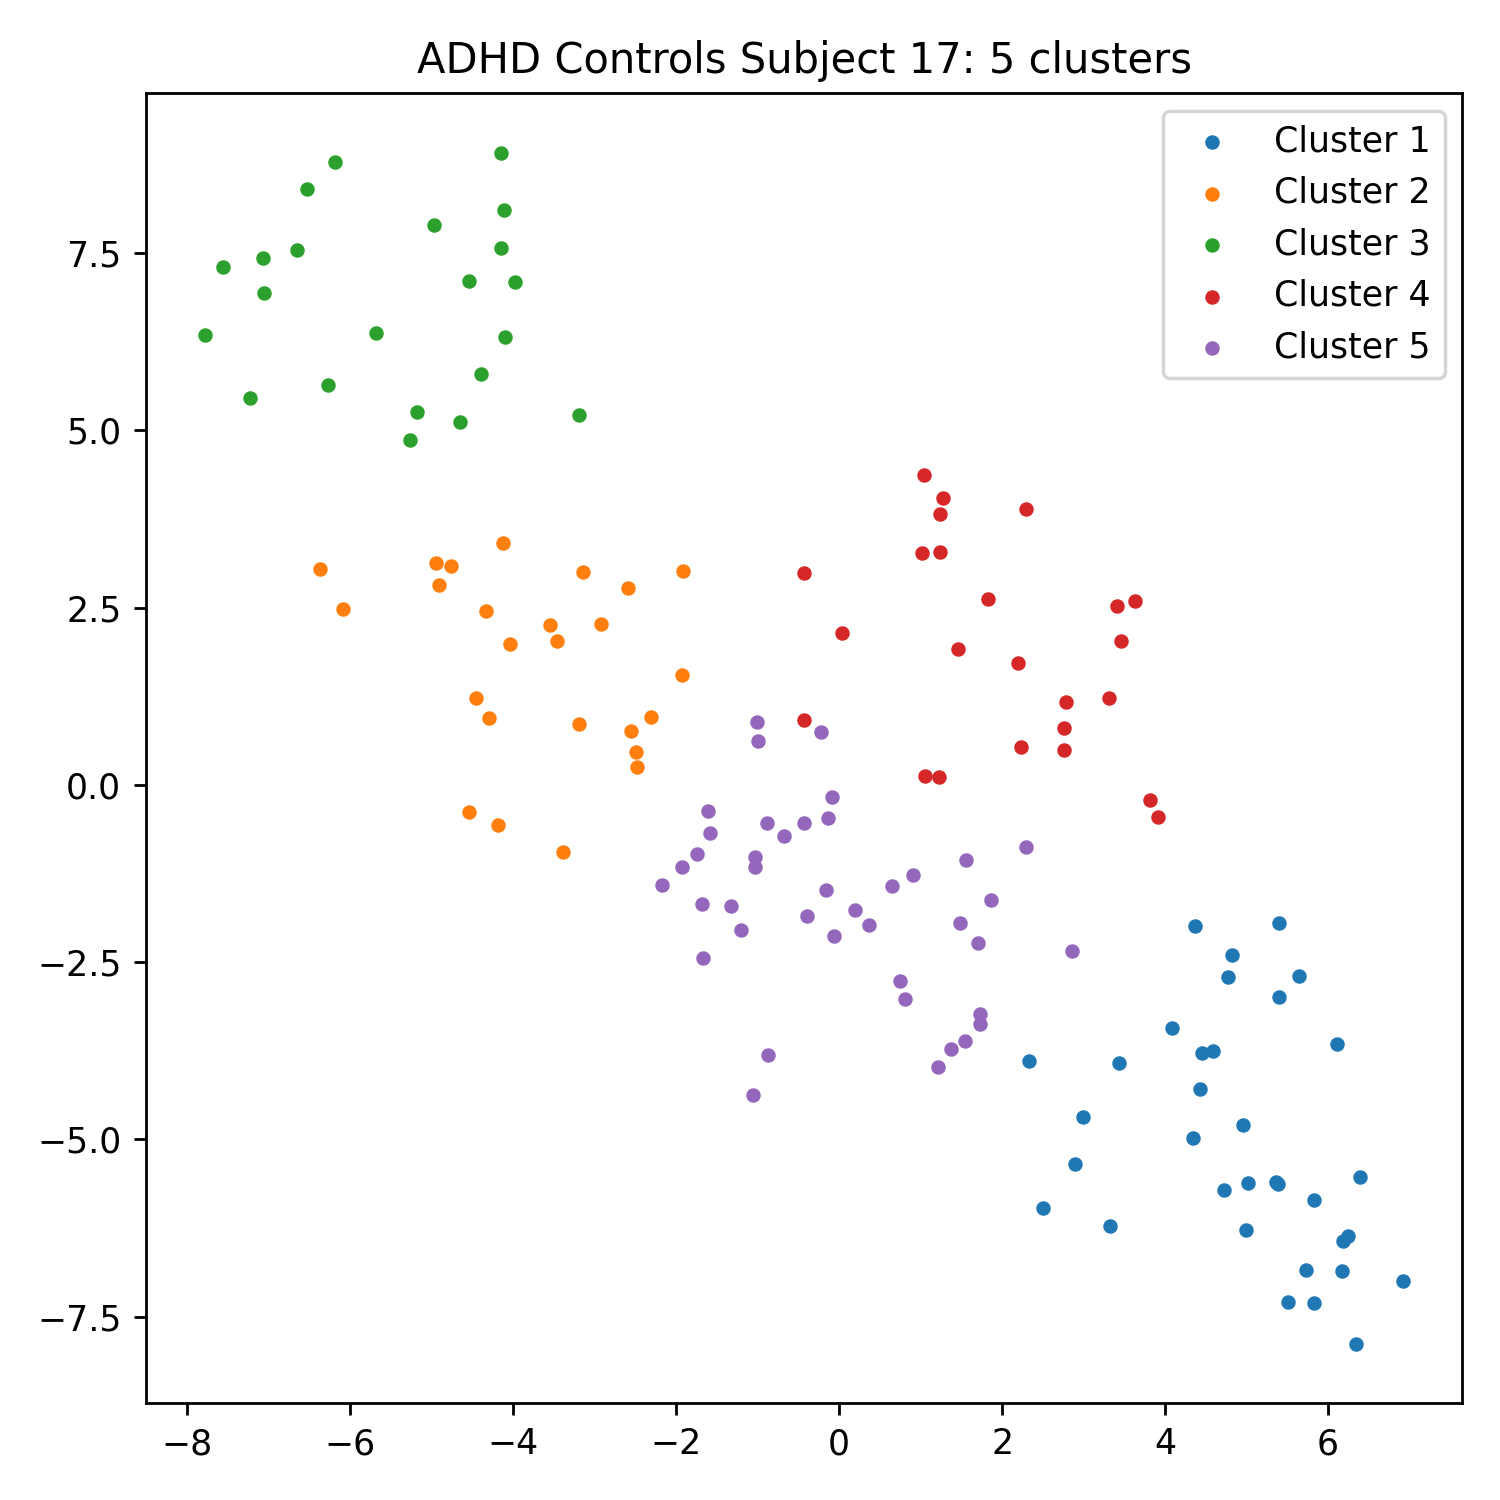 ADHD Controls Subject 17: 5 clusters
Cluster 1
Cluster 2
Cluster 3
Cluster 4
Cluster 5
7.5
5.0
2.5
0.0
−2.5
−5.0
−7.5
−8 −6 −4 −2 0 2 4 6